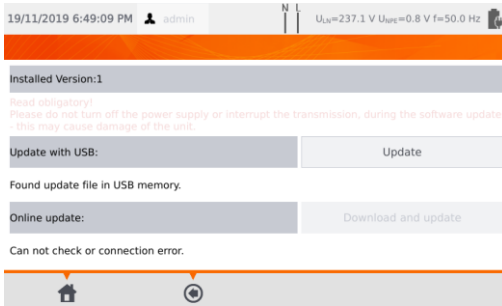 19/11/2019 6:49:09 PM admin N L U_LN=237.1 V U_NPE=0.8 V f=50.0 Hz
Installed Version:1
Read obligatory!
Please do not turn off the power supply or interrupt the transmission, during the software update
- this may cause damage of the unit.
Update with USB: Update
Found update file in USB memory.
Online update: Download and update
Can not check or connection error.